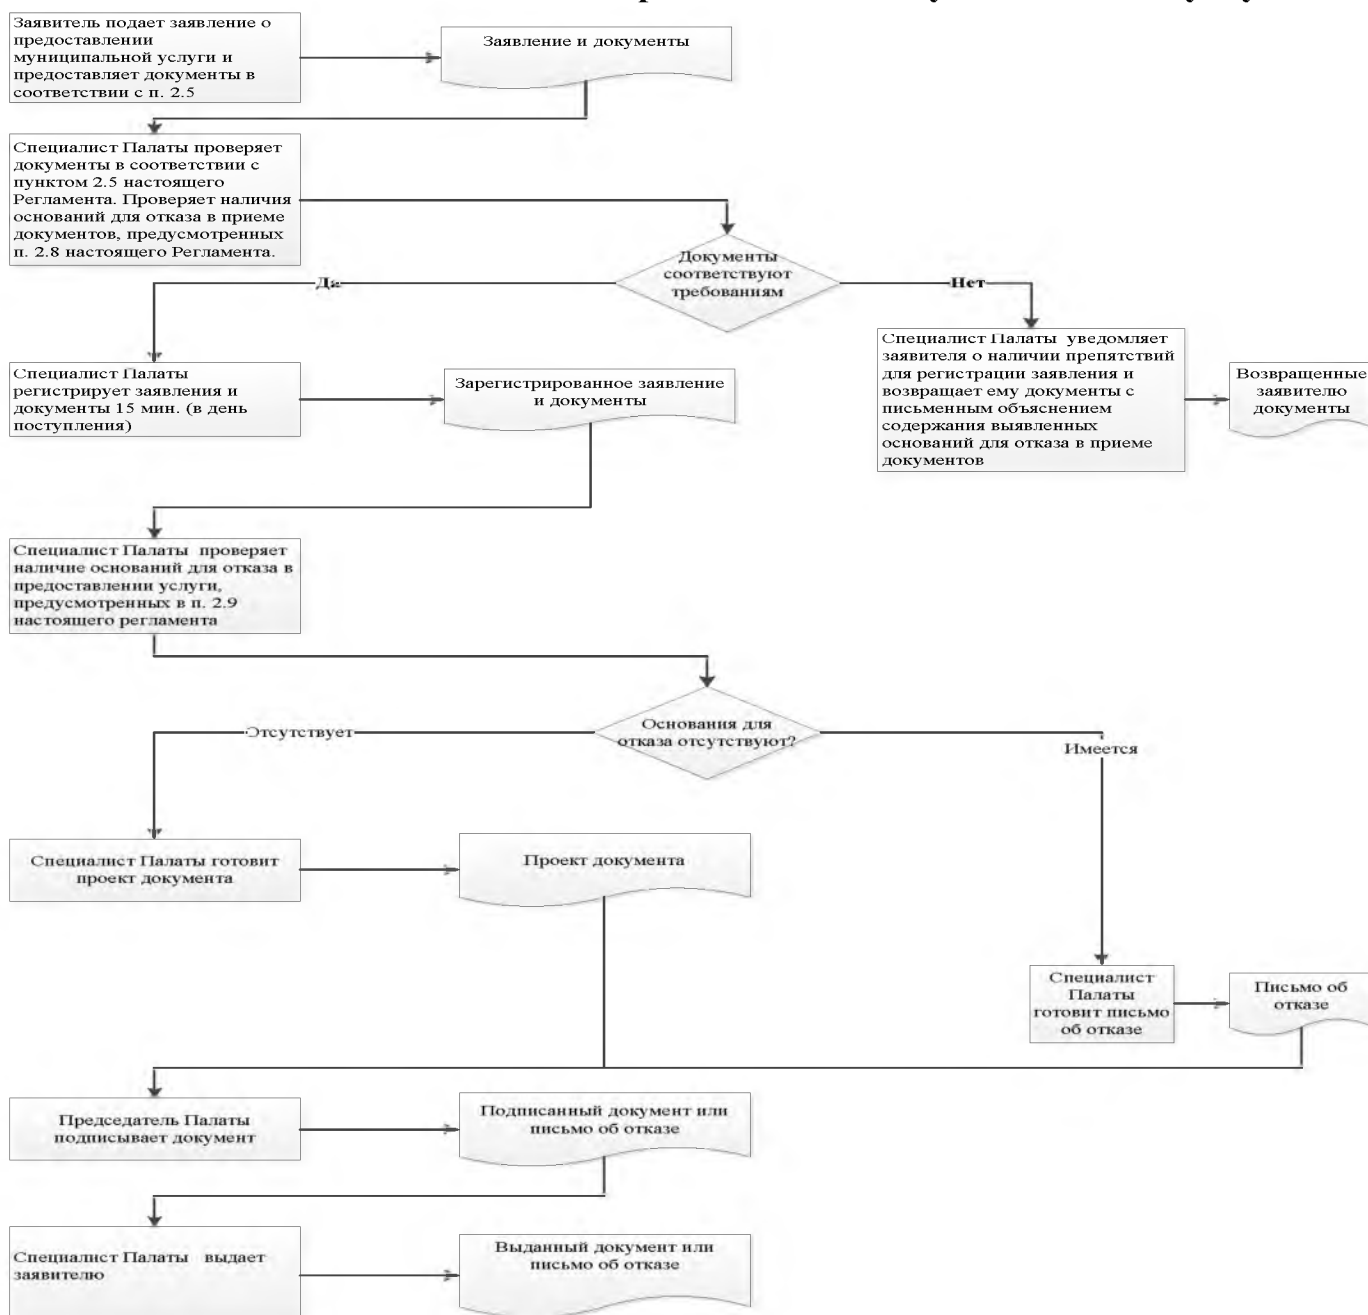 Заявитель подает заявление о
предоставлении
муниципальной услуги и
предоставляет документы в
соответствии с п. 2.5
Заявление и документы
Специалист Палаты проверяет
документы в соответствии с
пунктом 2.5 настоящего
Регламента. Проверяет наличия
оснований для отказа в приеме
документов, предусмотренных
п. 2.8 настоящего Регламента.
Документы
соответствуют
требованиям
Да
Нет
Специалист Палаты уведомляет
заявителя о наличии препятствий
для регистрации заявления и
возвращает ему документы с
письменным объяснением
содержания выявленных
оснований для отказа в приеме
документов
Возвращенные
заявителю
документы
Специалист Палаты
регистрирует заявления и
документы 15 мин. (в день
поступления)
Зарегистрированное заявление
и документы
Специалист Палаты проверяет
наличие оснований для отказа в
предоставлении услуги,
предусмотренных в п. 2.9
настоящего регламента
Основания для
отказа отсутствуют?
Отсутствует
Имеется
Специалист Палаты готовит
проект документа
Проект документа
Специалист
Палаты
готовит письмо
об отказе
Письмо об
отказе
Председатель Палаты
подписывает документ
Подписанный документ или
письмо об отказе
Специалист Палаты выдает
заявителю
Выданный документ или
письмо об отказе